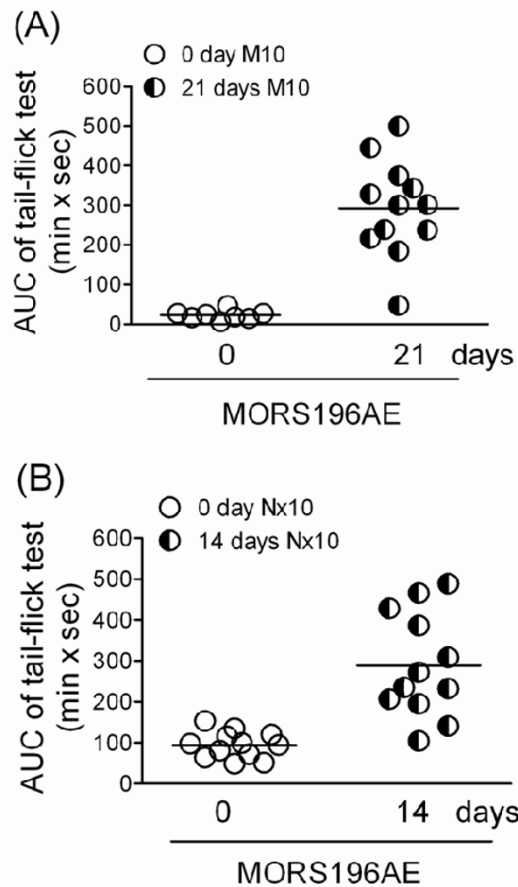 (A)
0 day M10
21 days M10
AUC of tail-flick test
(min x sec)
600
500
400
300
200
100
0
0 21 days
MORS196AE
(B)
0 day Nx10
14 days Nx10
AUC of tail-flick test
(min x sec)
600
500
400
300
200
100
0
0 14 days
MORS196AE